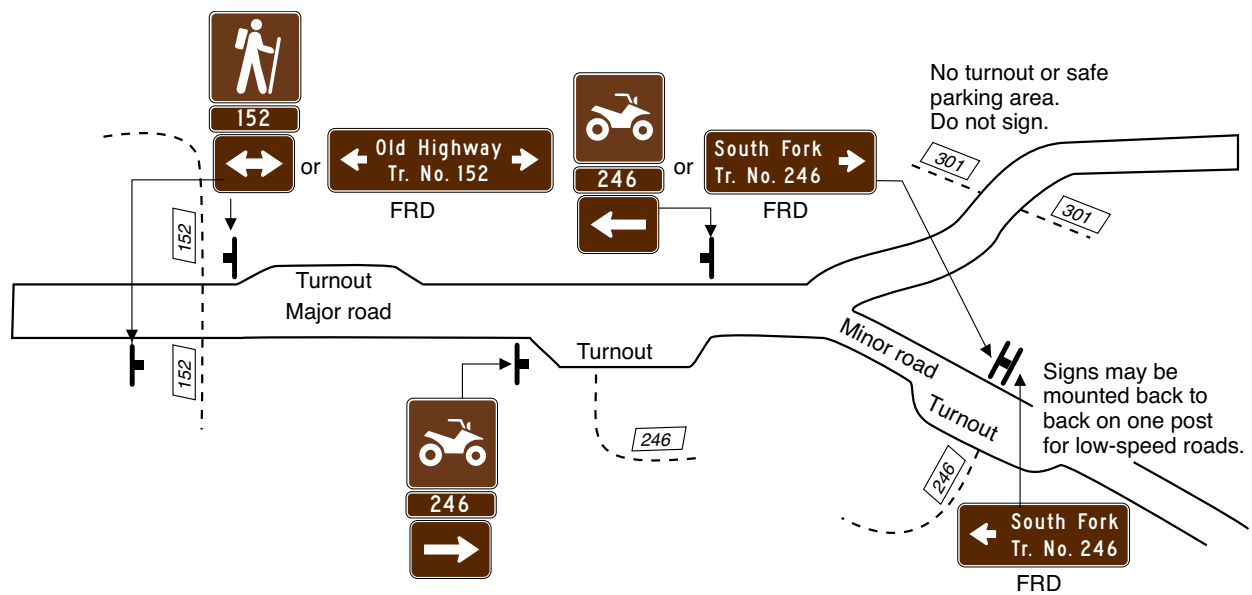 152
or
Old Highway
Tr. No. 152
FRD
246
or
South Fork
Tr. No. 246
FRD
No turnout or safe
parking area.
Do not sign.
301
301
152
Turnout
Major road
152
Turnout
246
Minor road
Turnout
246
Signs may be
mounted back to
back on one post
for low-speed roads.
246
South Fork
Tr. No. 246
FRD